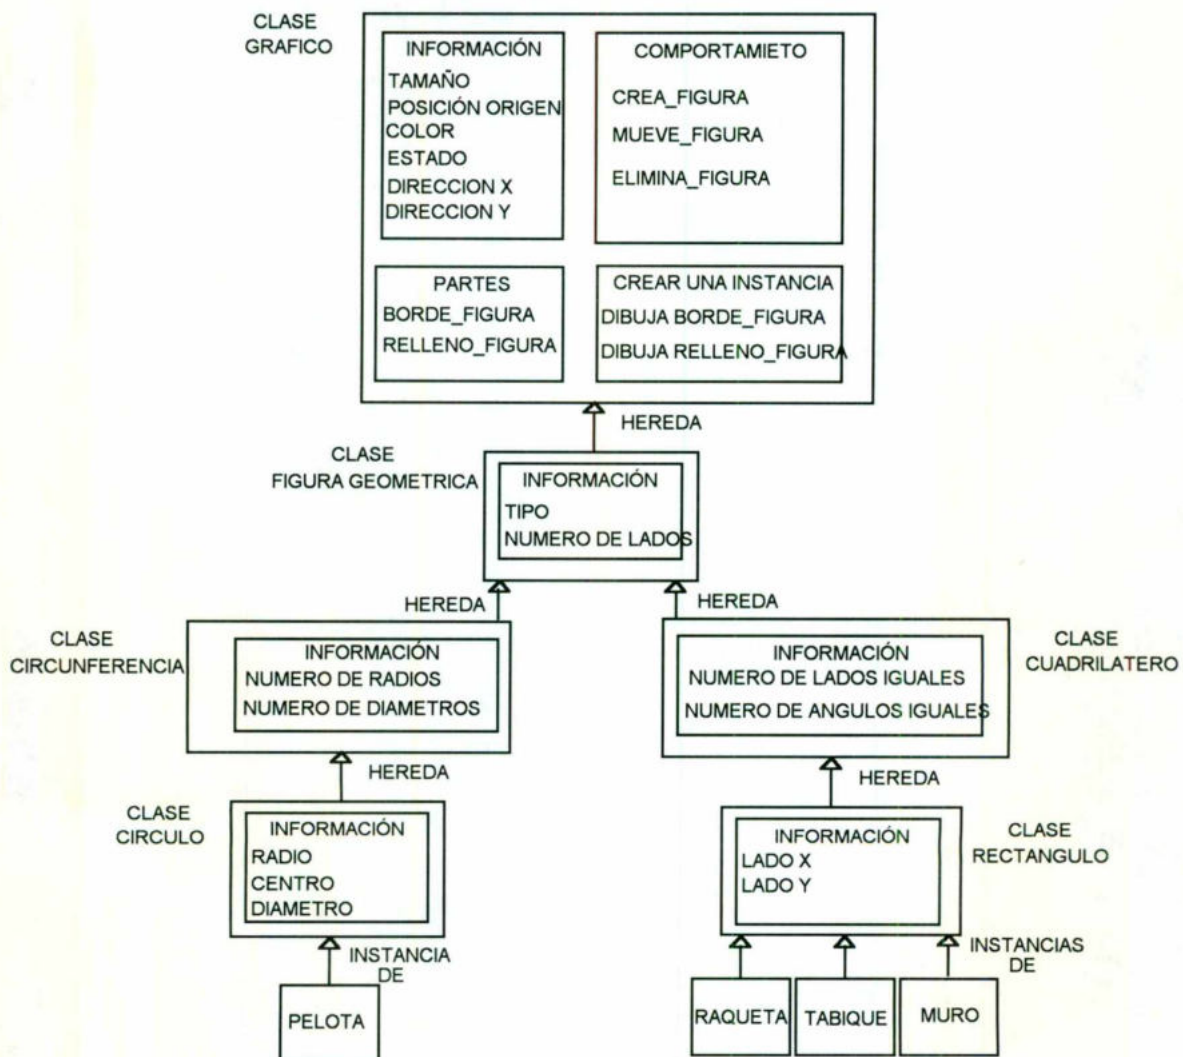 CLASE
GRAFICO
INFORMACIÓN
TAMAÑO
POSICIÓN ORIGEN
COLOR
ESTADO
DIRECCION X
DIRECCION Y
COMPORTAMIETO
CREA_FIGURA
MUEVE_FIGURA
ELIMINA_FIGURA
PARTES
BORDE_FIGURA
RELLENO_FIGURA
CREAR UNA INSTANCIA
DIBUJA BORDE_FIGURA
DIBUJA RELLENO_FIGURA
HEREDA
CLASE
FIGURA GEOMETRICA
INFORMACIÓN
TIPO
NUMERO DE LADOS
HEREDA
HEREDA
CLASE
CIRCUNFERENCIA
INFORMACIÓN
NUMERO DE RADIOS
NUMERO DE DIAMETROS
INFORMACIÓN
NUMERO DE LADOS IGUALES
NUMERO DE ANGULOS IGUALES
CLASE
CUADRILATERO
HEREDA
HEREDA
CLASE
CIRCULO
INFORMACIÓN
RADIO
CENTRO
DIAMETRO
INFORMACIÓN
LADO X
LADO Y
CLASE
RECTANGULO
INSTANCIA
DE
INSTANCIAS
DE
PELOTA
RAQUETA
TABIQUE
MURO